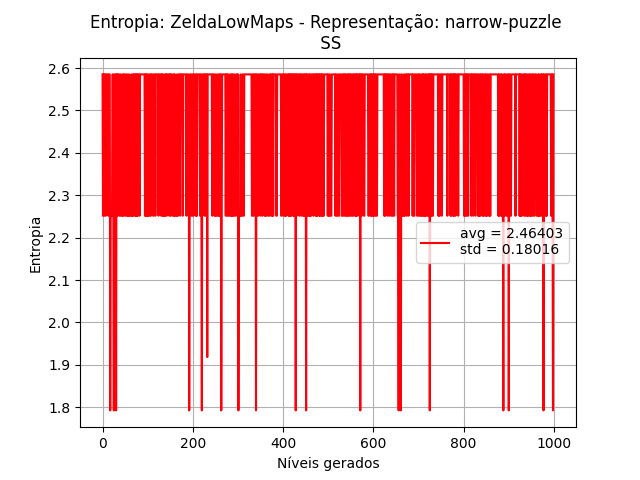 Entropia: ZeldaLowMaps - Representação: narrow-puzzle
SS
2.6
2.5
2.4
2.3
2.2
2.1
2.0
1.9
1.8
Entropia
avg = 2.46403
std = 0.18016
0
200
400
600
800
1000
Níveis gerados